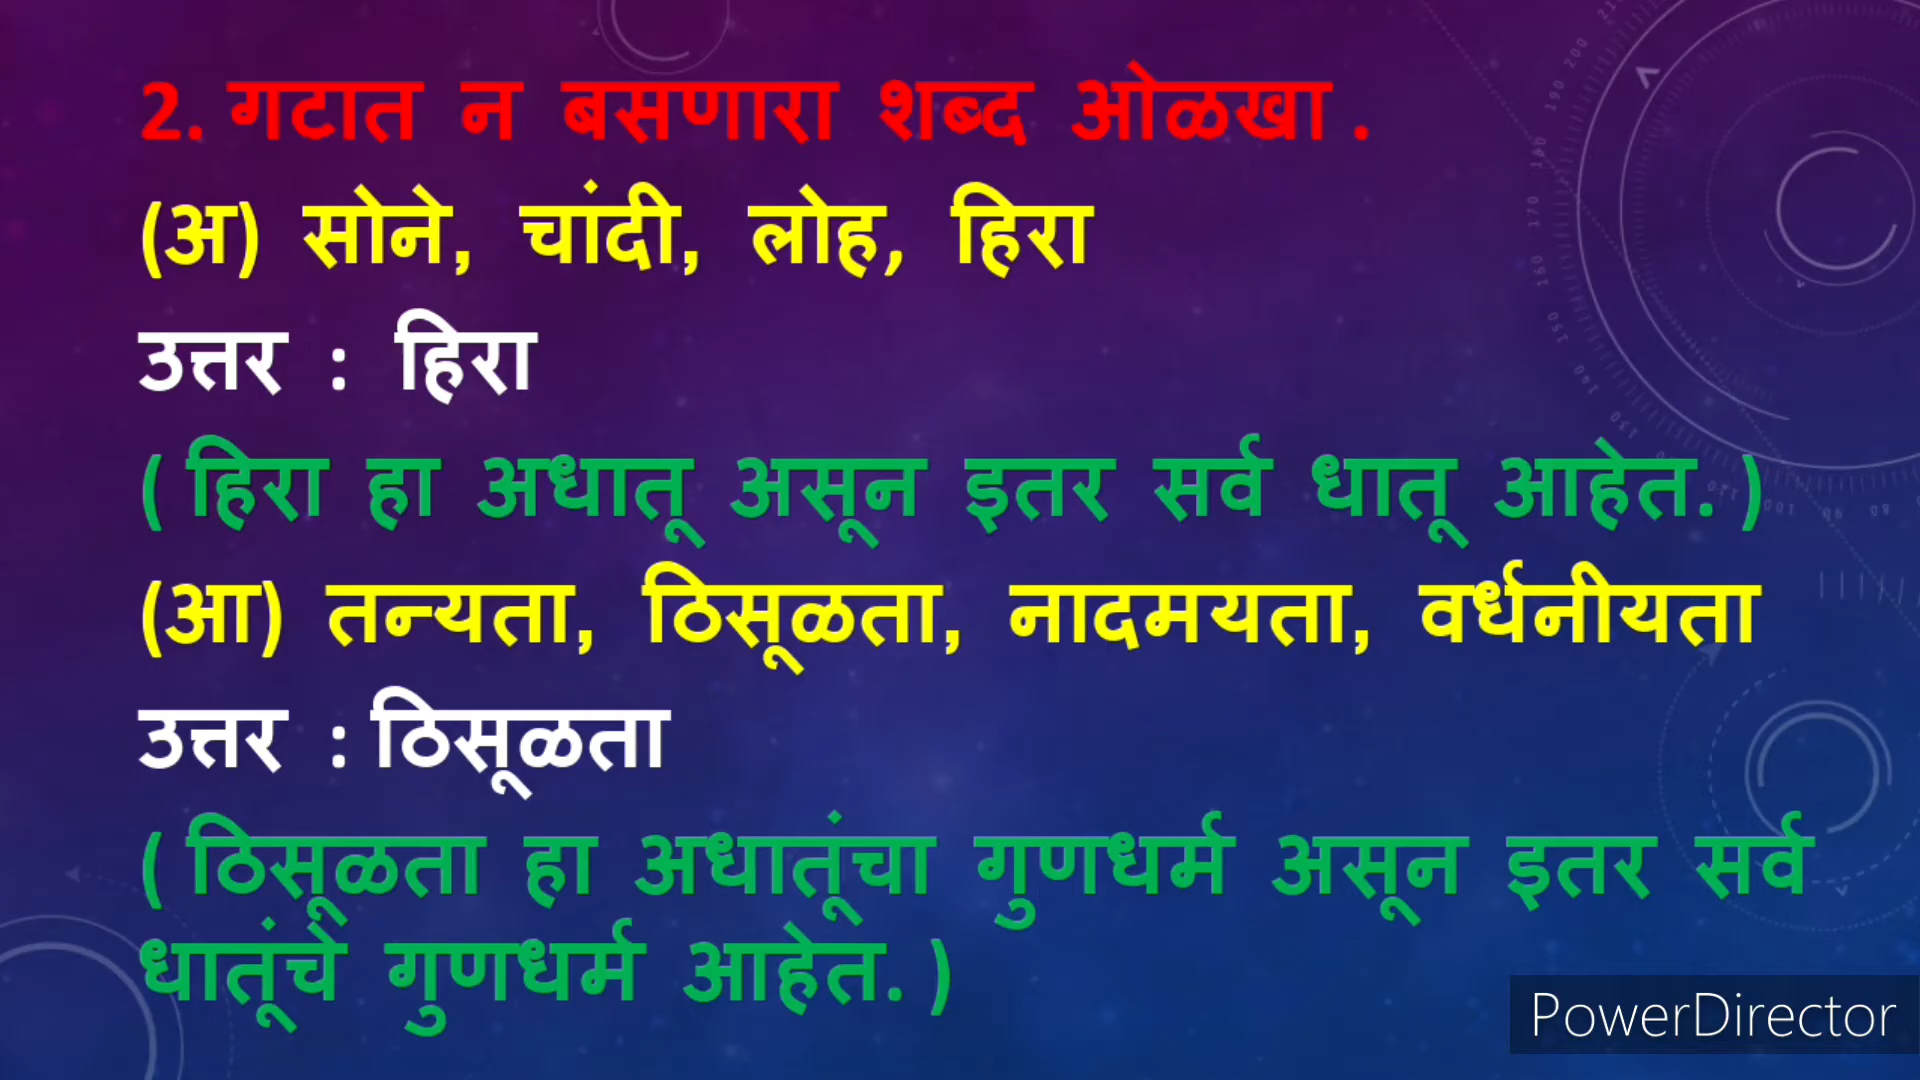 2. गटात न बसणारा शब्द ओळखा .
(अ) सोने, चांदी, लोह, हिरा
उत्तर : हिरा
( हिरा हा अधातू असून इतर सर्व धातू आहेत. )
(आ) तन्यता, ठिसूळता, नादमयता, वर्धनीयता
उत्तर : ठिसूळता
( ठिसूळता हा अधातूंचा गुणधर्म असून इतर सर्व
धातूंचे गुणधर्म आहेत. )
PowerDirector